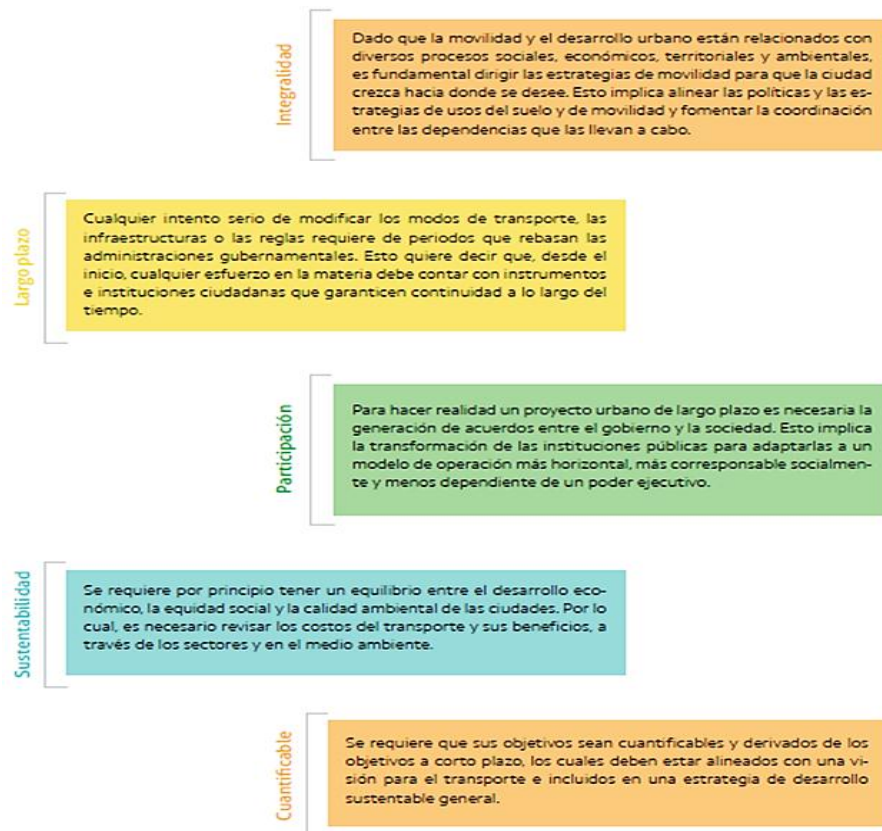 Integralidad
Dado que la movilidad y el desarrollo urbano están relacionados con
diversos procesos sociales, económicos, territoriales y ambientales,
es fundamental dirigir las estrategias de movilidad para que la ciudad
crezca hacia donde se desee. Esto implica alinear las políticas y las es-
trategias de usos del suelo y de movilidad y fomentar la coordinación
entre las dependencias que las llevan a cabo.
Largo plazo
Cualquier intento serio de modificar los modos de transporte, las
infraestructuras o las reglas requiere de periodos que rebasan las
administraciones gubernamentales. Esto quiere decir que, desde el
inicio, cualquier esfuerzo en la materia debe contar con instrumentos
e instituciones ciudadanas que garanticen continuidad a lo largo del
tiempo.
Participación
Para hacer realidad un proyecto urbano de largo plazo es necesaria la
generación de acuerdos entre el gobierno y la sociedad. Esto implica
la transformación de las instituciones públicas para adaptarlas a un
modelo de operación más horizontal, más corresponsable socialmen-
te y menos dependiente de un poder ejecutivo.
Sustentabilidad
Se requiere por principio tener un equilibrio entre el desarrollo eco-
nómico, la equidad social y la calidad ambiental de las ciudades. Por lo
cual, es necesario revisar los costos del transporte y sus beneficios, a
través de los sectores y en el medio ambiente.
Cuantificable
Se requiere que sus objetivos sean cuantificables y derivados de los
objetivos a corto plazo, los cuales deben estar alineados con una vi-
sión para el transporte e incluidos en una estrategia de desarrollo
sustentable general.